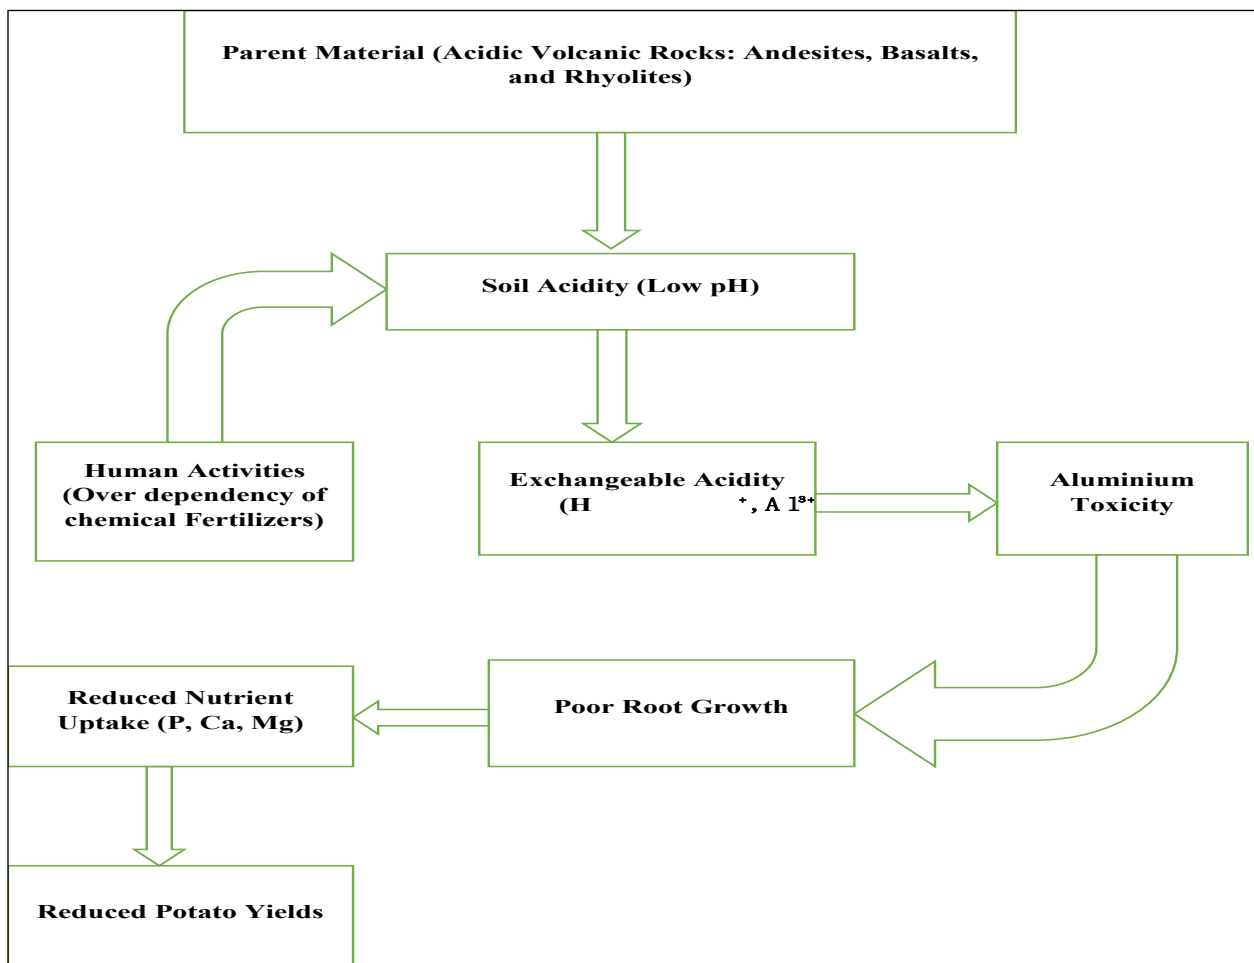 Parent Material (Acidic Volcanic Rocks: Andesites, Basalts,
and Rhyolites)
Soil Acidity (Low pH)
Human Activities
(Over dependency of
chemical Fertilizers)
Exchangeable Acidity
(H ⁺, Al³⁺
Aluminium
Toxicity
Reduced Nutrient
Uptake (P, Ca, Mg)
Poor Root Growth
Reduced Potato Yields